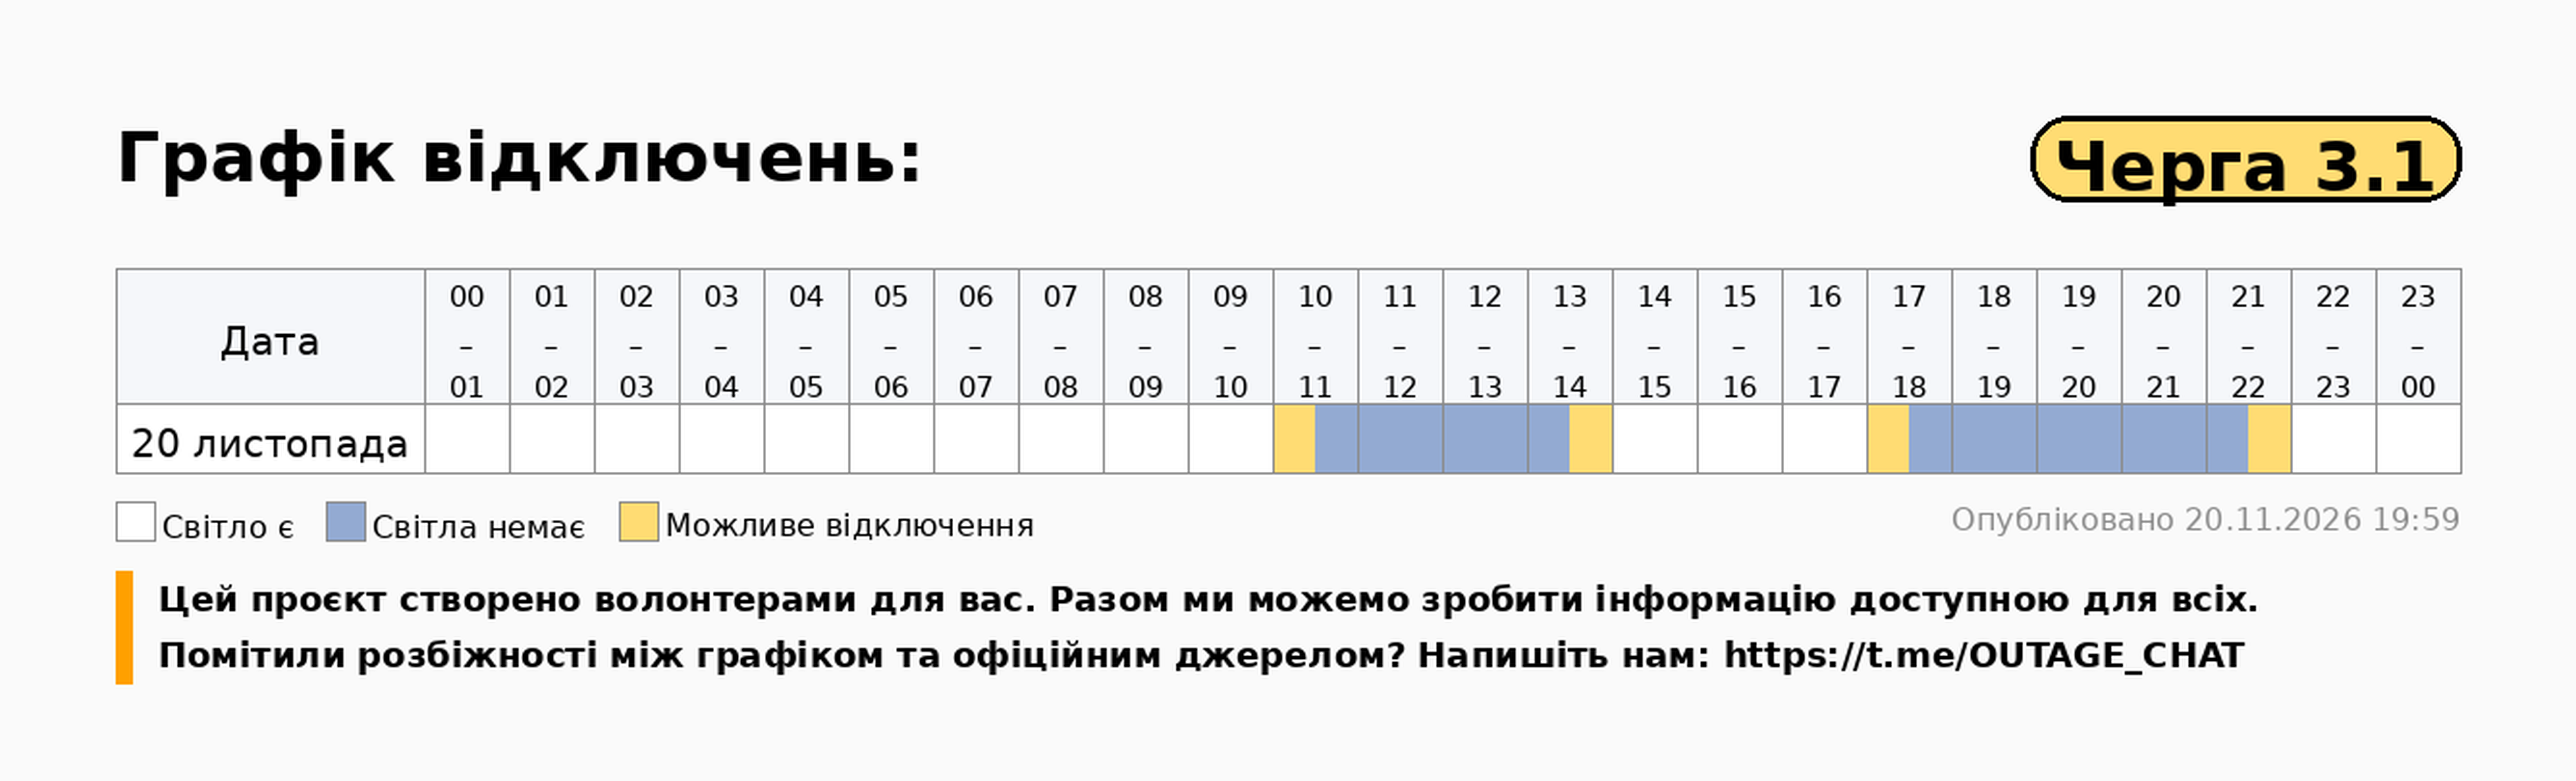 Графік відключень:
Черга 3.1
Дата
00 – 01
01 – 02
02 – 03
03 – 04
04 – 05
05 – 06
06 – 07
07 – 08
08 – 09
09 – 10
10 – 11
11 – 12
12 – 13
13 – 14
14 – 15
15 – 16
16 – 17
17 – 18
18 – 19
19 – 20
20 – 21
21 – 22
22 – 23
23 – 00
20 листопада
Світло є
Світла немає
Можливе відключення
Опубліковано 20.11.2026 19:59
Цей проєкт створено волонтерами для вас. Разом ми можемо зробити інформацію доступною для всіх.
Помітили розбіжності між графіком та офіційним джерелом? Напишіть нам: https://t.me/OUTAGE_CHAT